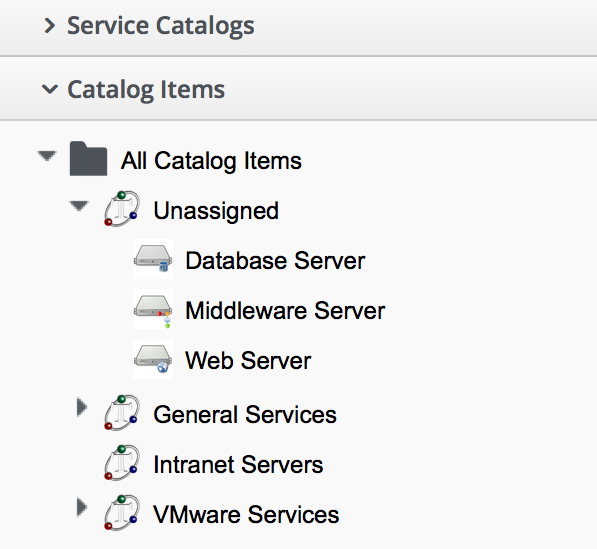 Service Catalogs
Catalog Items
All Catalog Items
Unassigned
Database Server
Middleware Server
Web Server
General Services
Intranet Servers
VMware Services